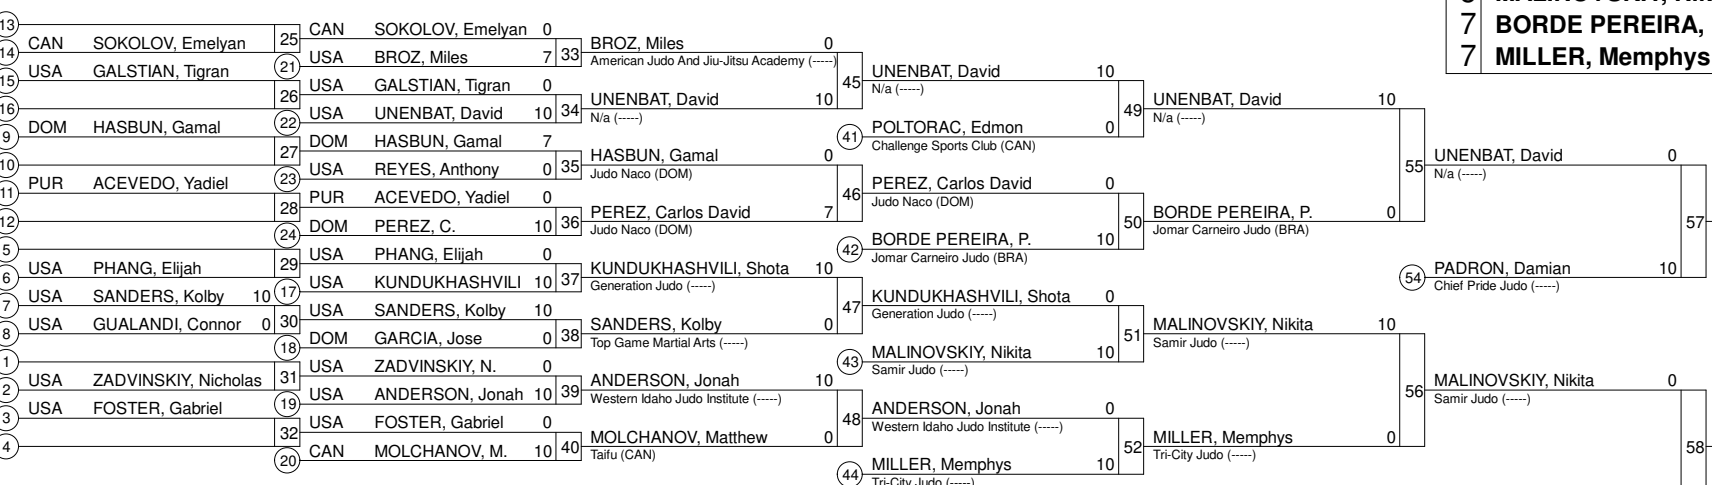 7 BORDE PEREIRA,
7 MILLER, Memphys
13
14 CAN SOKOLOV, Emelyan
15 USA GALSTIAN, Tigran
16
9 DOM HASBUN, Gamal
10
11 PUR ACEVEDO, Yadiel
12
5
6 USA PHANG, Elijah
7 USA SANDERS, Kolby 10
8 USA GUALANDI, Connor 0
1
2 USA ZADVINSKIY, Nicholas
3 USA FOSTER, Gabriel
4
25 CAN SOKOLOV, Emelyan 0
21 USA BROZ, Miles 7
26 USA GALSTIAN, Tigran 0
22 USA UNENBAT, David 10
27 DOM HASBUN, Gamal 7
23 USA REYES, Anthony 0
28 PUR ACEVEDO, Yadiel 0
24 DOM PEREZ, C. 10
29 USA PHANG, Elijah 0
17 USA KUNDUKHASHVILI 10
30 USA SANDERS, Kolby 10
18 DOM GARCIA, Jose 0
31 USA ZADVINSKIY, N. 0
19 USA ANDERSON, Jonah 10
32 USA FOSTER, Gabriel 0
20 CAN MOLCHANOV, M. 10
33 BROZ, Miles 0
American Judo And Jiu-Jitsu Academy (-----)
34 UNENBAT, David 10
N/a (-----)
35 HASBUN, Gamal 0
Judo Naco (DOM)
36 PEREZ, Carlos David 7
Judo Naco (DOM)
37 KUNDUKHASHVILI, Shota 10
Generation Judo (-----)
38 SANDERS, Kolby 0
Top Game Martial Arts (-----)
39 ANDERSON, Jonah 10
Western Idaho Judo Institute (-----)
40 MOLCHANOV, Matthew 0
Taifu (CAN)
45 UNENBAT, David 10
N/a (-----)
41 POLTORAC, Edmon 0
Challenge Sports Club (CAN)
46 PEREZ, Carlos David 0
Judo Naco (DOM)
42 BORDE PEREIRA, P. 10
Jomar Carneiro Judo (BRA)
47 KUNDUKHASHVILI, Shota 0
Generation Judo (-----)
43 MALINOVSKIY, Nikita 10
Samir Judo (-----)
48 ANDERSON, Jonah 0
Western Idaho Judo Institute (-----)
44 MILLER, Memphys 10
Tri-City Judo (-----)
49 UNENBAT, David 10
N/a (-----)
50 BORDE PEREIRA, P. 0
Jomar Carneiro Judo (BRA)
51 MALINOVSKIY, Nikita 10
Samir Judo (-----)
52 MILLER, Memphys 0
Tri-City Judo (-----)
55 UNENBAT, David 0
N/a (-----)
54 PADRON, Damian 10
Chief Pride Judo (-----)
56 MALINOVSKIY, Nikita 0
Samir Judo (-----)
57
58